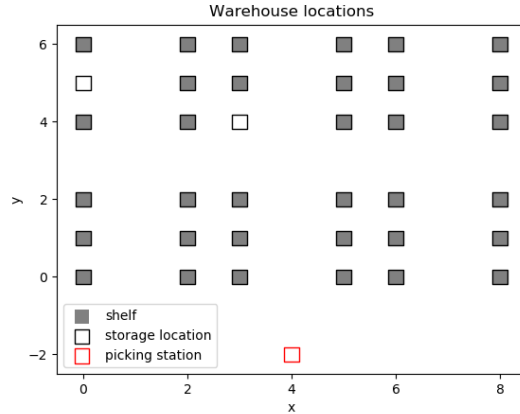 Warehouse locations
y
6
4
2
0
−2
shelf
storage location
picking station
0 2 4 6 8
x